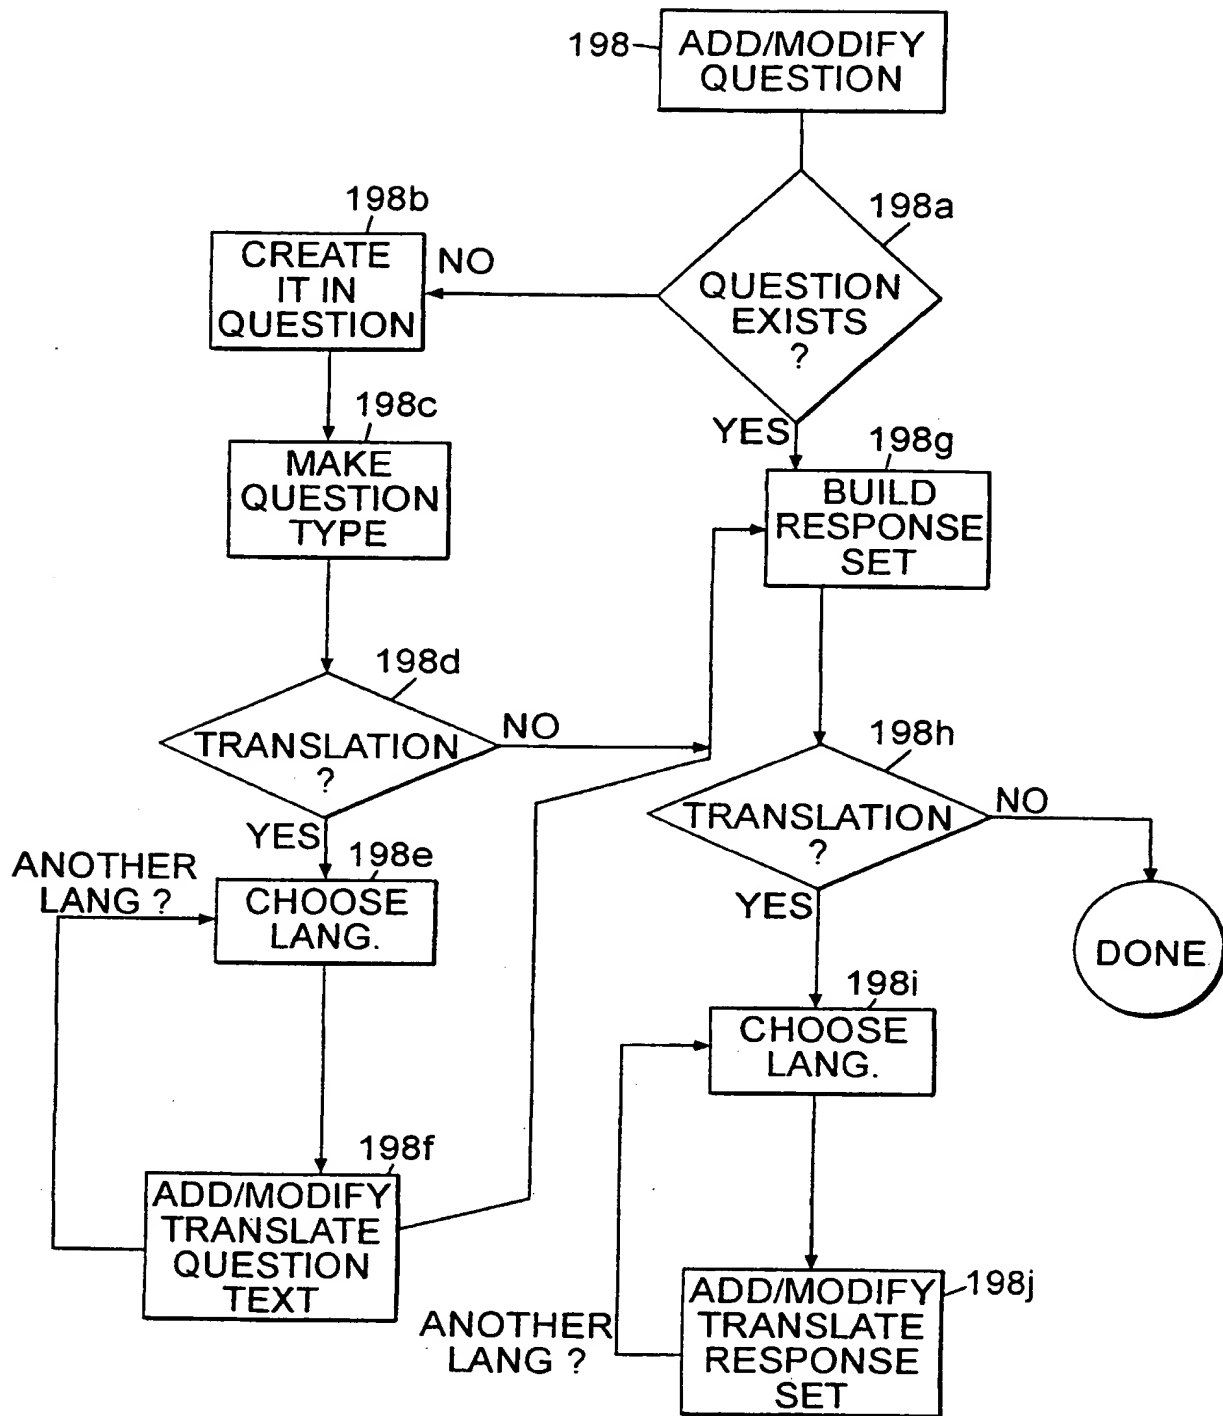 198
ADD/MODIFY
QUESTION
198a
QUESTION
EXISTS
?
NO
198b
CREATE
IT IN
QUESTION
198c
MAKE
QUESTION
TYPE
YES
198g
BUILD
RESPONSE
SET
198d
TRANSLATION
?
NO
YES
198h
TRANSLATION
?
NO
DONE
YES
ANOTHER
LANG ?
198e
CHOOSE
LANG.
198i
CHOOSE
LANG.
198f
ADD/MODIFY
TRANSLATE
QUESTION
TEXT
ANOTHER
LANG ?
198j
ADD/MODIFY
TRANSLATE
RESPONSE
SET